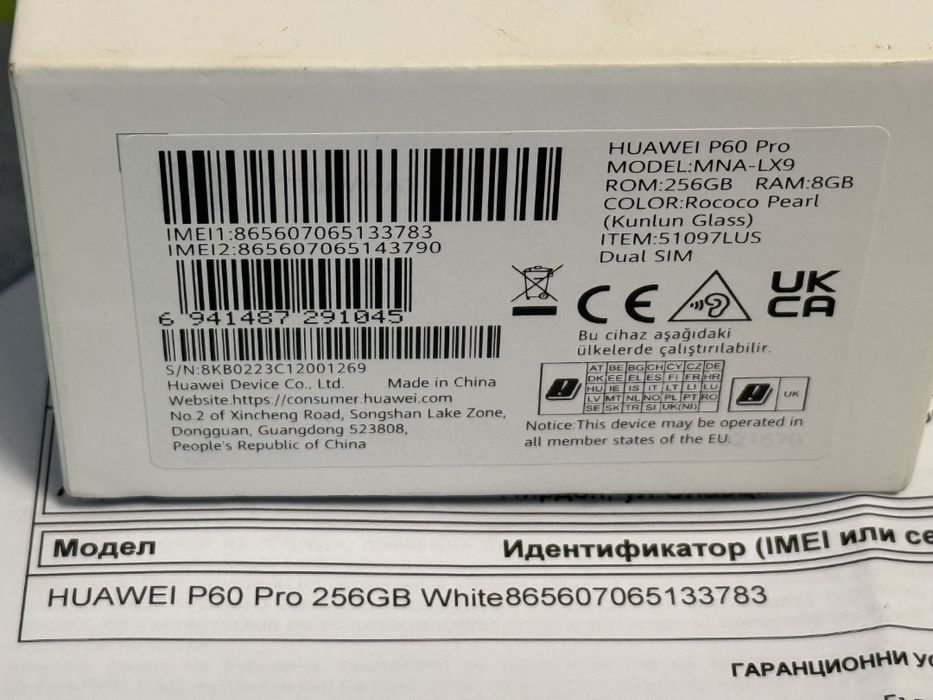 HUAWEI P60 Pro
MODEL:MNA-LX9
ROM:256GB RAM:8GB
COLOR:Rococo Pearl
(Kunlun Glass)
ITEM:51097LUS
Dual SIM
IMEI1:865607065133783
IMEI2:865607065143790
6 941487 291045
S/N:8KB0223C12001269
Huawei Device Co., Ltd. Made in China
Website:https://consumer.huawei.com
No.2 of Xincheng Road, Songshan Lake Zone,
Dongguan, Guangdong 523808,
People's Republic of China
CE
UK
CA
Bu cihaz aşağıdaki
ülkelerde çalıştırılabilir.
AT BE BG CH CY CZ DE
DK EE EL ES FI FR HR
HU IE IS IT LT LI LU
LV MT NL NO PL PT RO
SE SK TR SI UK(NI)
UK
Notice:This device may be operated in
all member states of the EU.
Модел Идентификатор (IMEI или се
HUAWEI P60 Pro 256GB White865607065133783
ГАРАНЦИОННИ